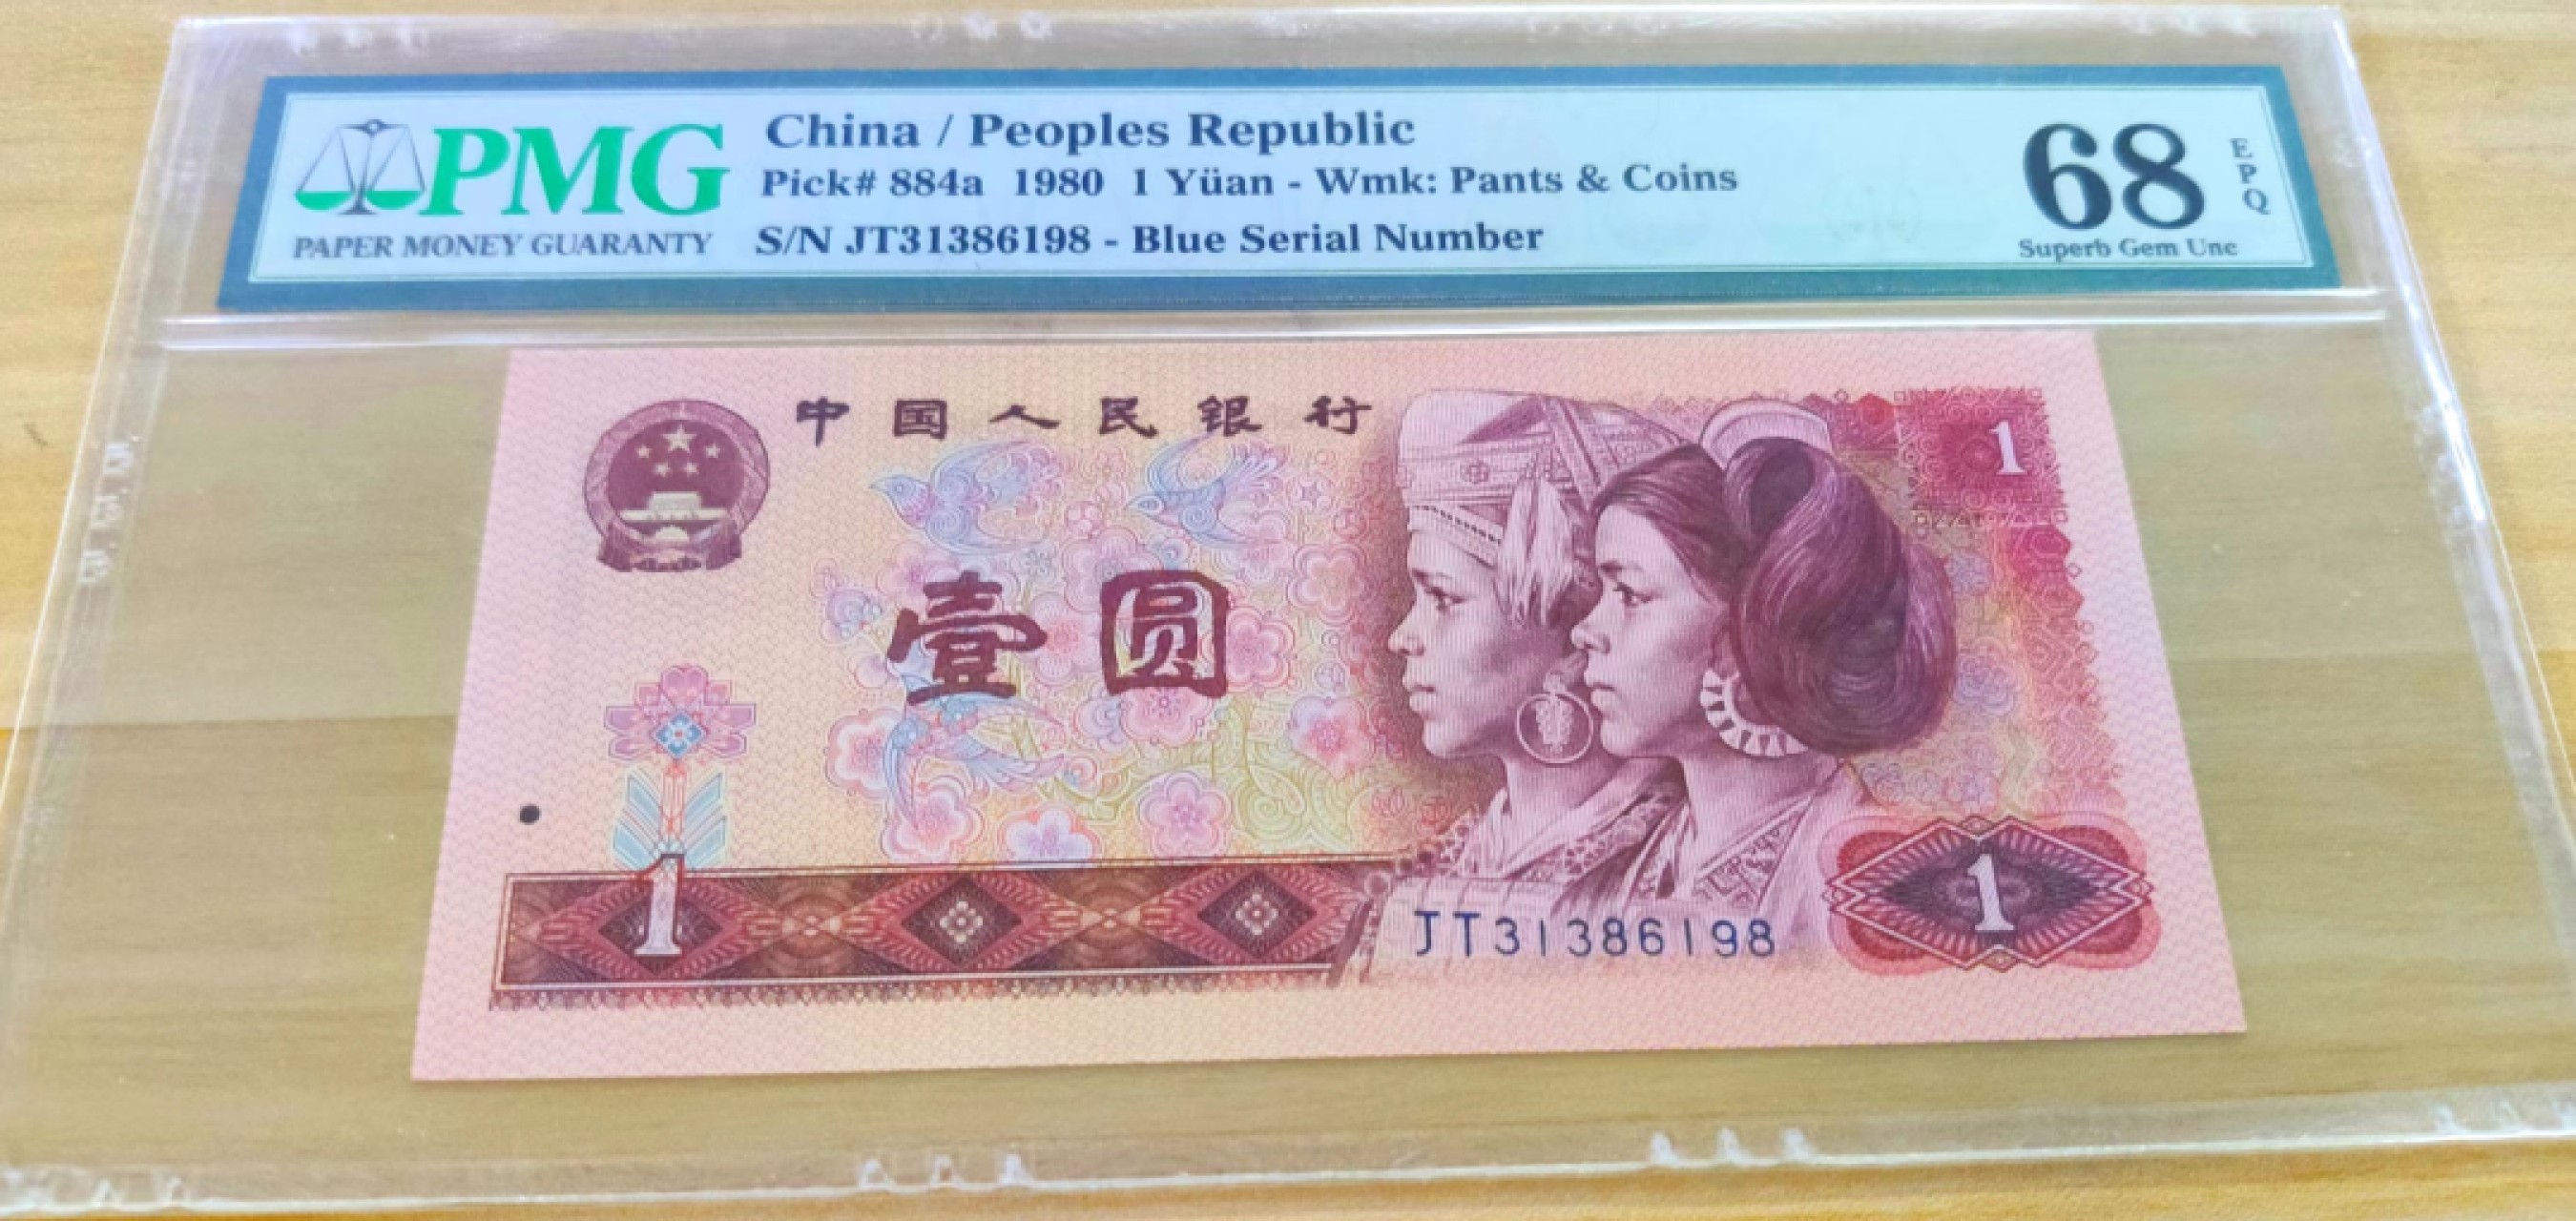 PMG
PAPER MONEY GUARANTY
China / Peoples Republic
Pick# 884a 1980 1 Yüan - Wmk: Pants & Coins
S/N JT31386198 - Blue Serial Number
68
EPQ
Superb Gem Unc
中国人民银行
1
壹圆
1
JT31386198
1